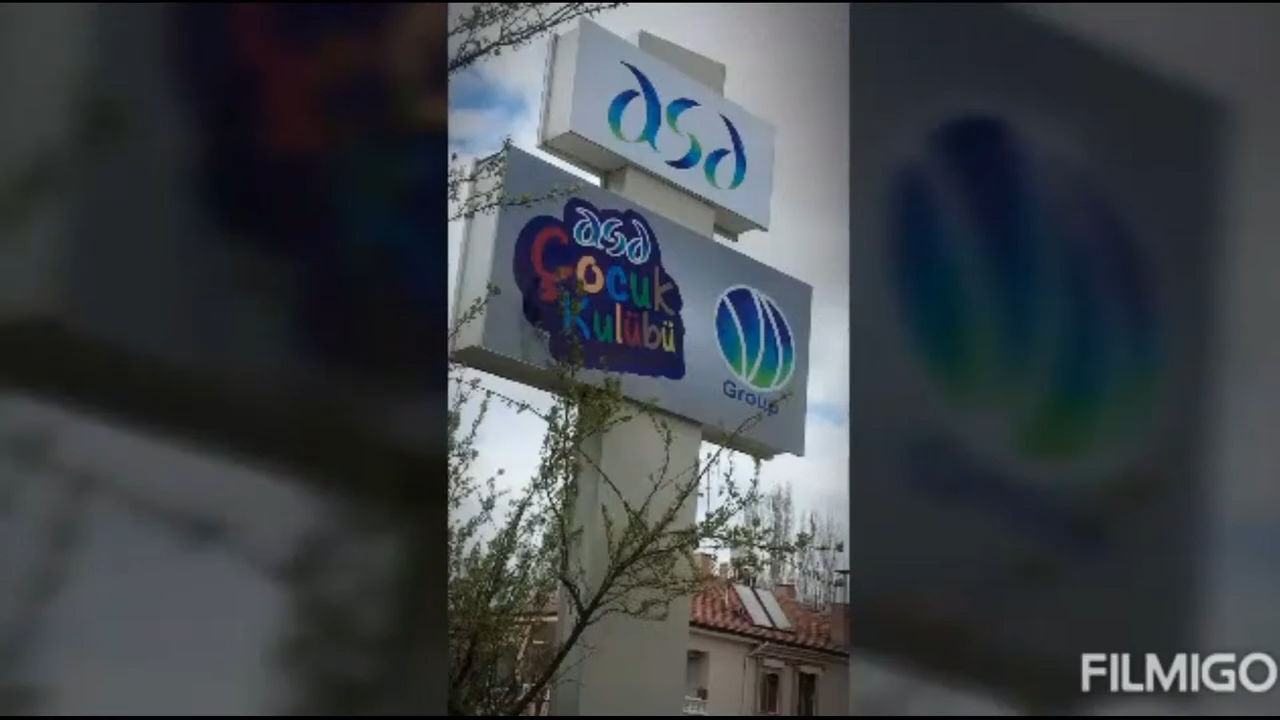 asd
asd
Çocuk
Kulübü
Group
FILMIGO